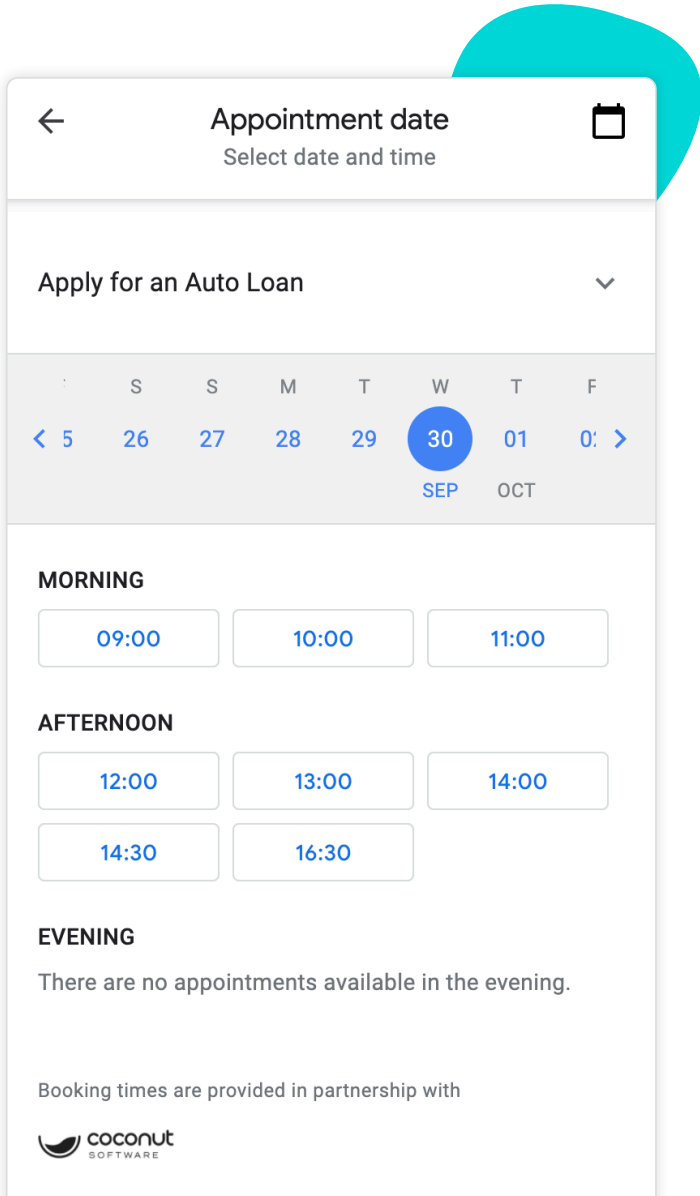 Appointment date
Select date and time
Apply for an Auto Loan
S S M T W T F
5 26 27 28 29 30 01
SEP OCT
MORNING
09:00 10:00 11:00
AFTERNOON
12:00 13:00 14:00
14:30 16:30
EVENING
There are no appointments available in the evening.
Booking times are provided in partnership with
coconut
SOFTWARE